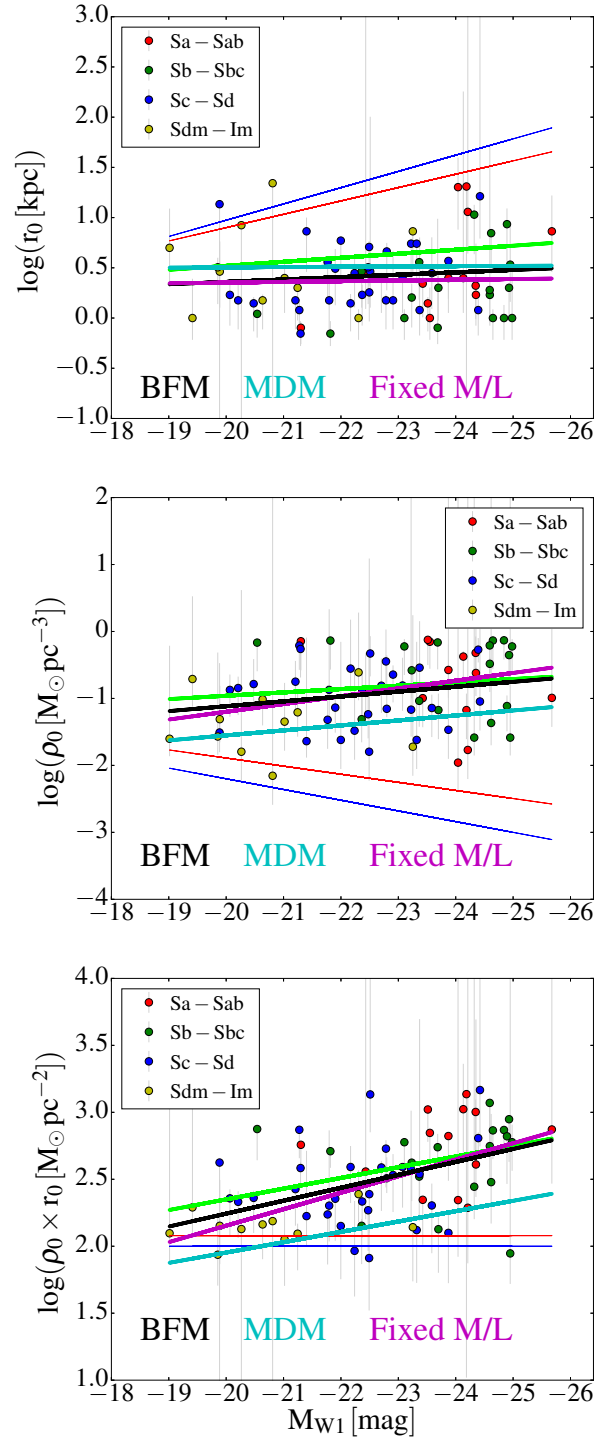 3.0
2.5
2.0
1.5
1.0
0.5
0.0
−0.5
−1.0
log(r₀ [kpc])
Sa − Sab
Sb − Sbc
Sc − Sd
Sdm − Im
BFM MDM Fixed M/L
−18 −19 −20 −21 −22 −23 −24 −25 −26
2
1
0
−1
−2
−3
−4
log(ρ₀ [M⊙ pc⁻³])
Sa − Sab
Sb − Sbc
Sc − Sd
Sdm − Im
BFM MDM Fixed M/L
−18 −19 −20 −21 −22 −23 −24 −25 −26
4.0
3.5
3.0
2.5
2.0
1.5
1.0
log(ρ₀ × r₀ [M⊙ pc⁻²])
Sa − Sab
Sb − Sbc
Sc − Sd
Sdm − Im
BFM MDM Fixed M/L
−18 −19 −20 −21 −22 −23 −24 −25 −26
M_W1 [mag]